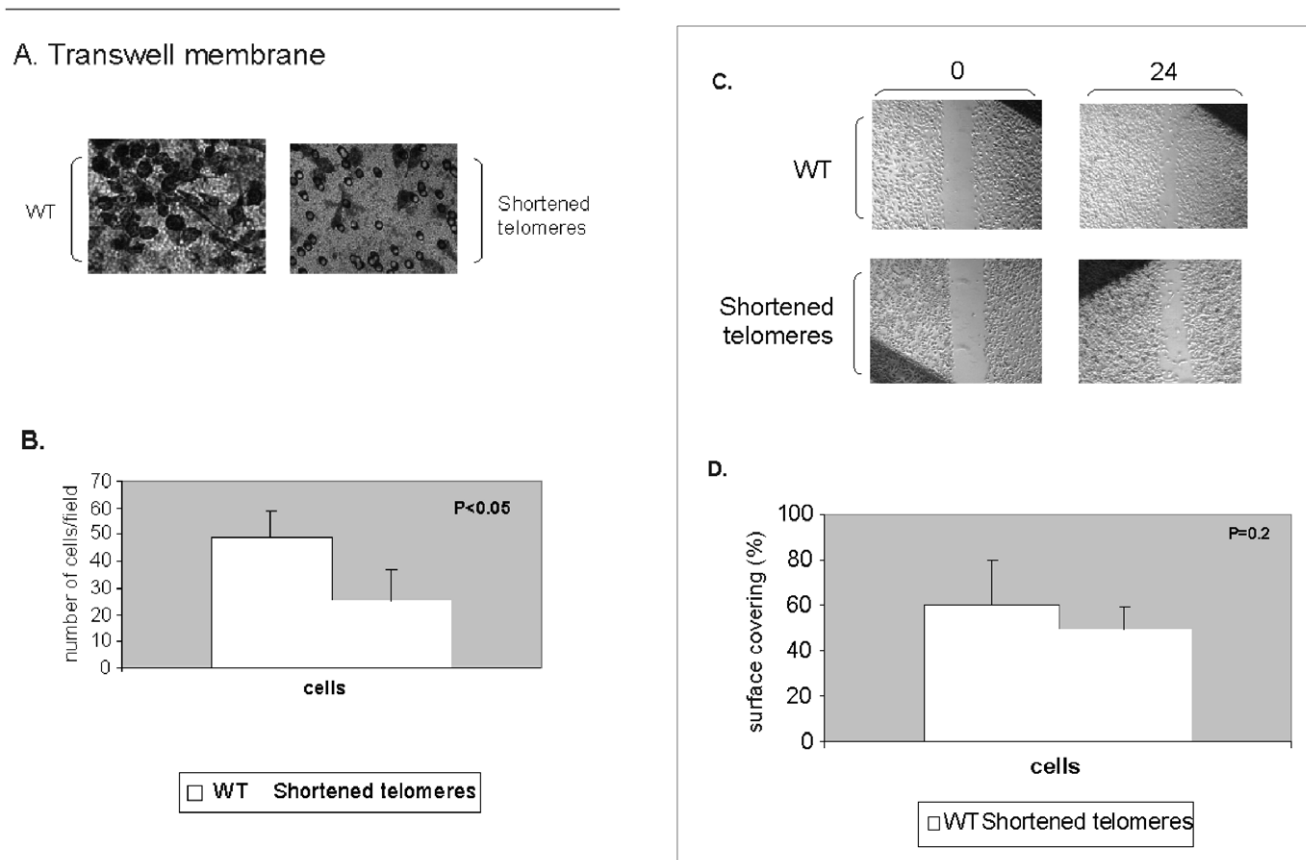 A. Transwell membrane
WT
Shortened
telomeres
B.
number of cells/field
70
60
50
40
30
20
10
0
P<0.05
cells
WT Shortened telomeres
C.
0
24
WT
Shortened
telomeres
D.
surface covering (%)
100
80
60
40
20
0
P=0.2
cells
WT Shortened telomeres